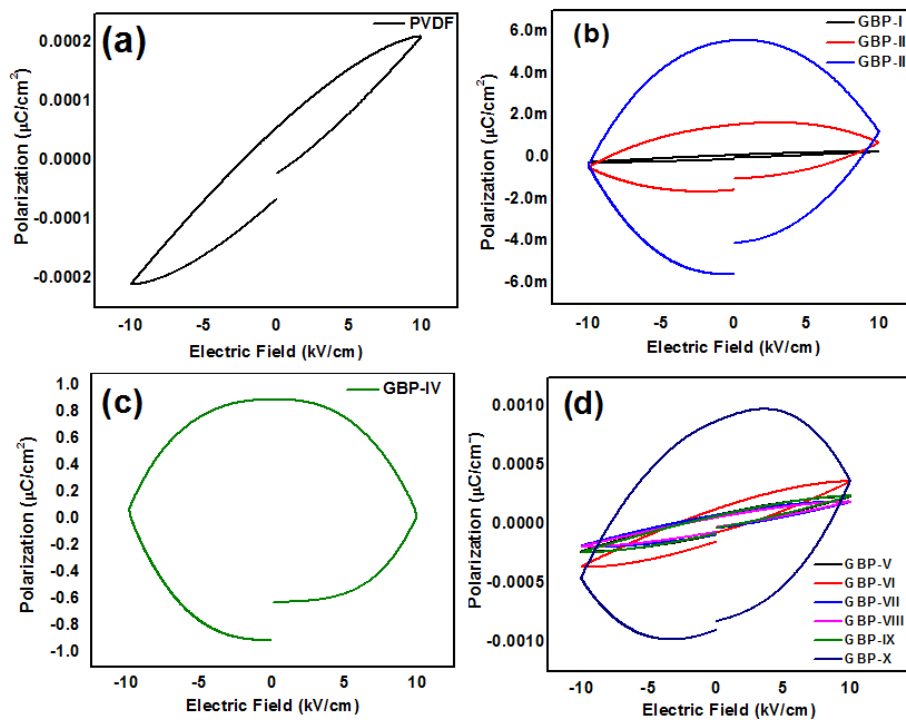 (a)
PVDF
0.0002
0.0001
0.0000
-0.0001
-0.0002
Polarization (μC/cm²)
-10 -5 0 5 10
Electric Field (kV/cm)
(b)
GBP-I
GBP-II
GBP-II
6.0m
4.0m
2.0m
0.0
-2.0m
-4.0m
-6.0m
Polarization (μC/cm²)
-10 -5 0 5 10
Electric Field (kV/cm)
(c)
GBP-IV
1.0
0.8
0.6
0.4
0.2
0.0
-0.2
-0.4
-0.6
-0.8
-1.0
Polarization (μC/cm²)
-10 -5 0 5 10
Electric Field (kV/cm)
(d)
0.0010
0.0005
0.0000
-0.0005
-0.0010
Polarization (μC/cm⁻)
GBP-V
GBP-VI
GBP-VII
GBP-VIII
GBP-IX
GBP-X
-10 -5 0 5 10
Electric Field (kV/cm)